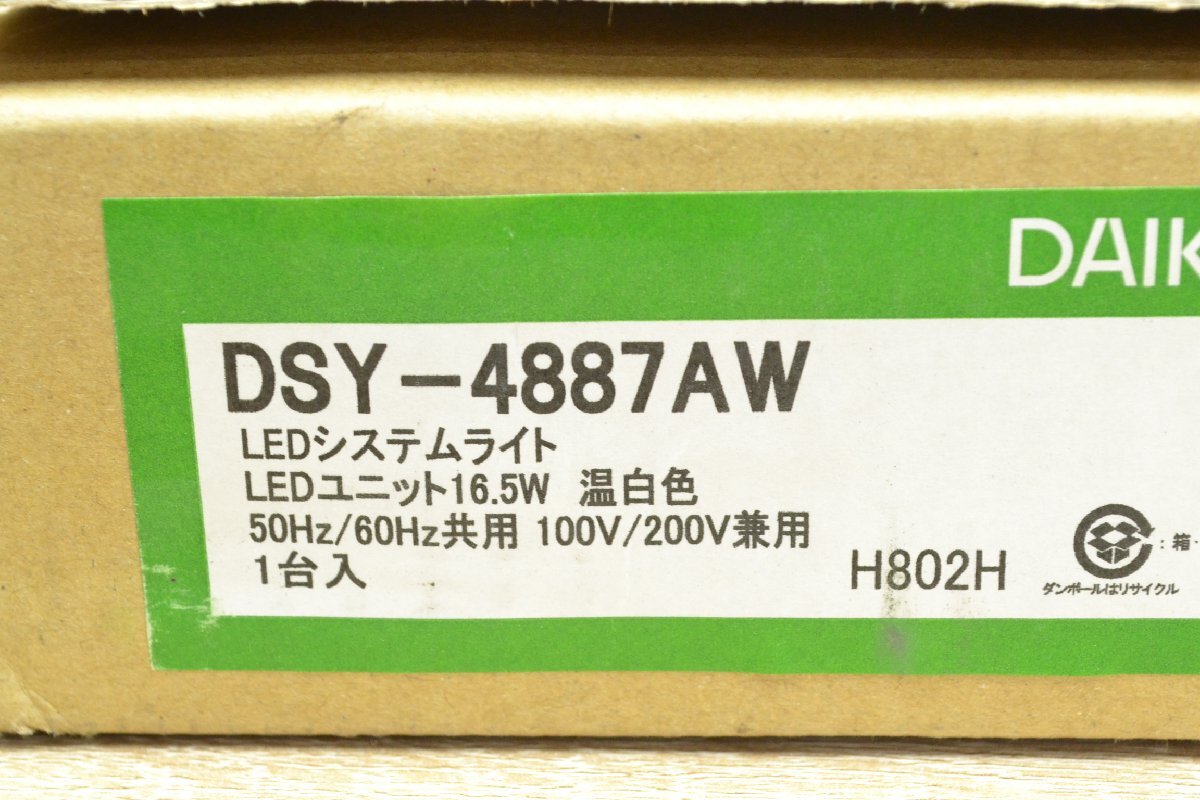 DAIK
DSY-4887AW
LEDシステムライト
LEDユニット16.5W 温白色
50Hz/60Hz共用 100V/200V兼用
1台入
H802H
:箱・
ダンボールはリサイクル